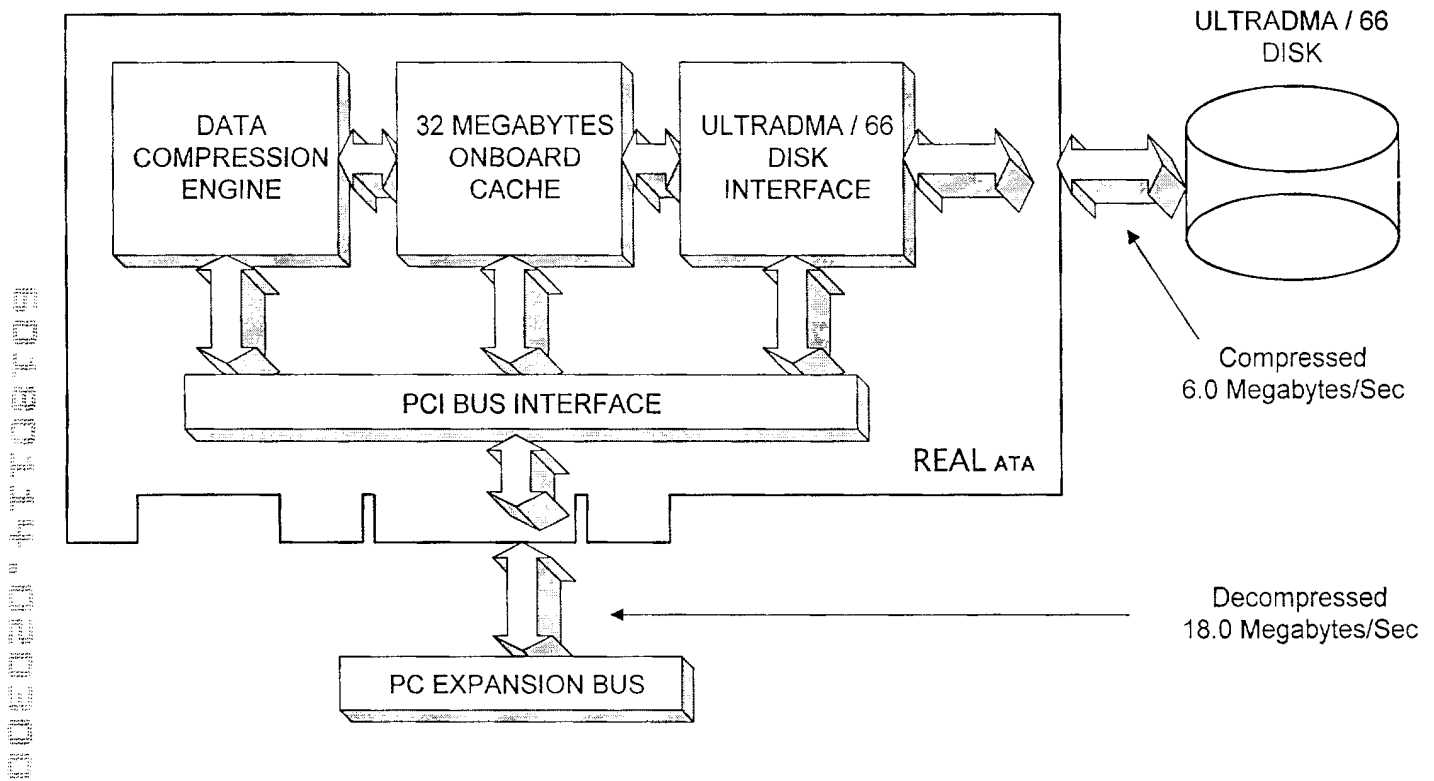 ULTRADMA / 66
DISK
DATA
COMPRESSION
ENGINE
32 MEGABYTES
ONBOARD
CACHE
ULTRADMA / 66
DISK
INTERFACE
Compressed
6.0 Megabytes/Sec
PCI BUS INTERFACE
REAL ATA
Decompressed
18.0 Megabytes/Sec
PC EXPANSION BUS